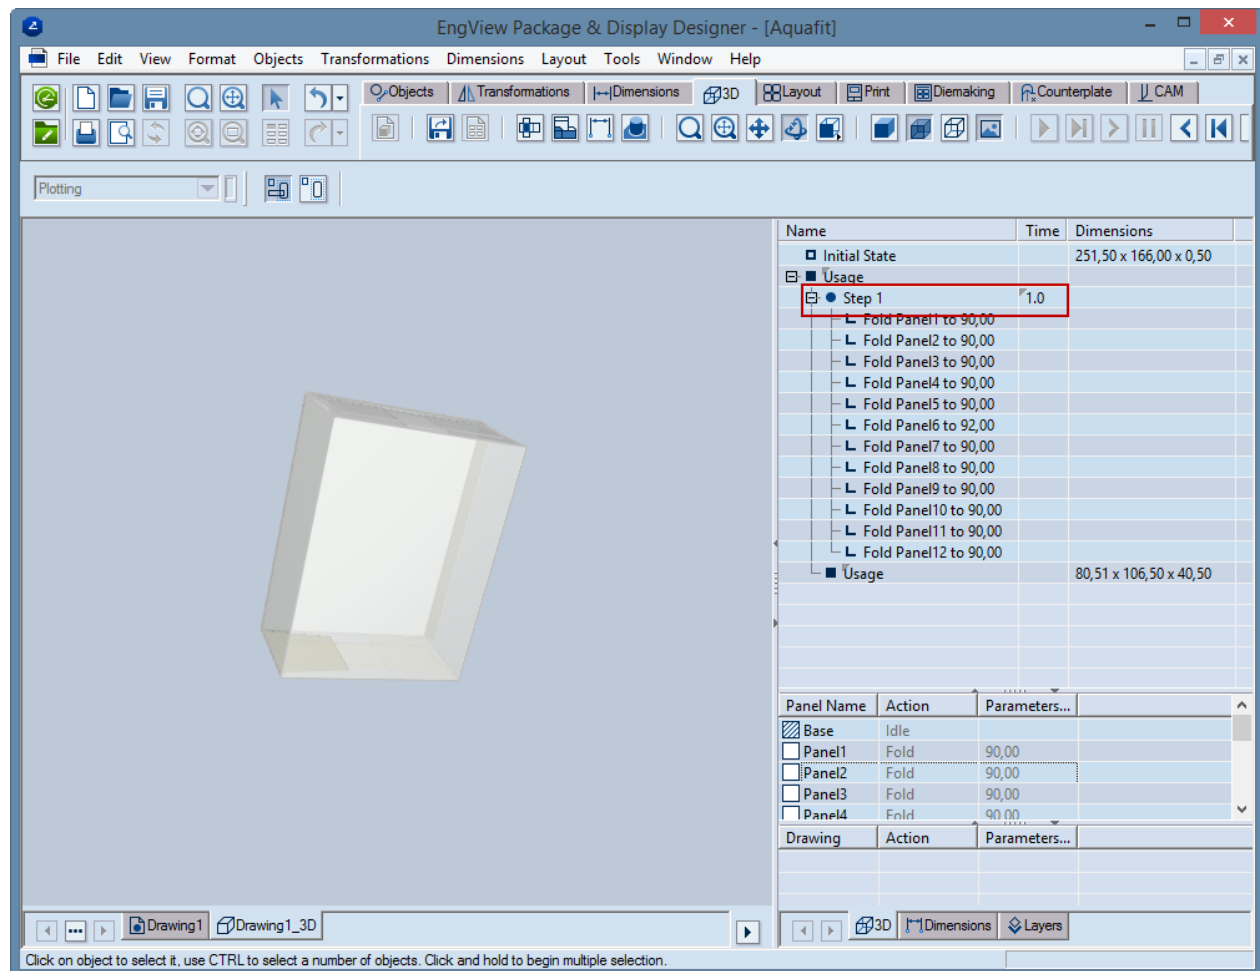 EngView Package & Display Designer - [Aquafit]
File Edit View Format Objects Transformations Dimensions Layout Tools Window Help
Objects Transformations Dimensions 3D Layout Print Diemaking Counterplate CAM
Plotting
Name Time Dimensions
Initial State 251,50 x 166,00 x 0,50
Usage
Step 1 1.0
Fold Panel1 to 90,00
Fold Panel2 to 90,00
Fold Panel3 to 90,00
Fold Panel4 to 90,00
Fold Panel5 to 90,00
Fold Panel6 to 92,00
Fold Panel7 to 90,00
Fold Panel8 to 90,00
Fold Panel9 to 90,00
Fold Panel10 to 90,00
Fold Panel11 to 90,00
Fold Panel12 to 90,00
Usage 80,51 x 106,50 x 40,50
Panel Name Action Parameters...
Base Idle
Panel1 Fold 90,00
Panel2 Fold 90,00
Panel3 Fold 90,00
Panel4 Fold 90,00
Drawing Action Parameters...
Drawing1 Drawing1_3D
3D Dimensions Layers
Click on object to select it, use CTRL to select a number of objects. Click and hold to begin multiple selection.